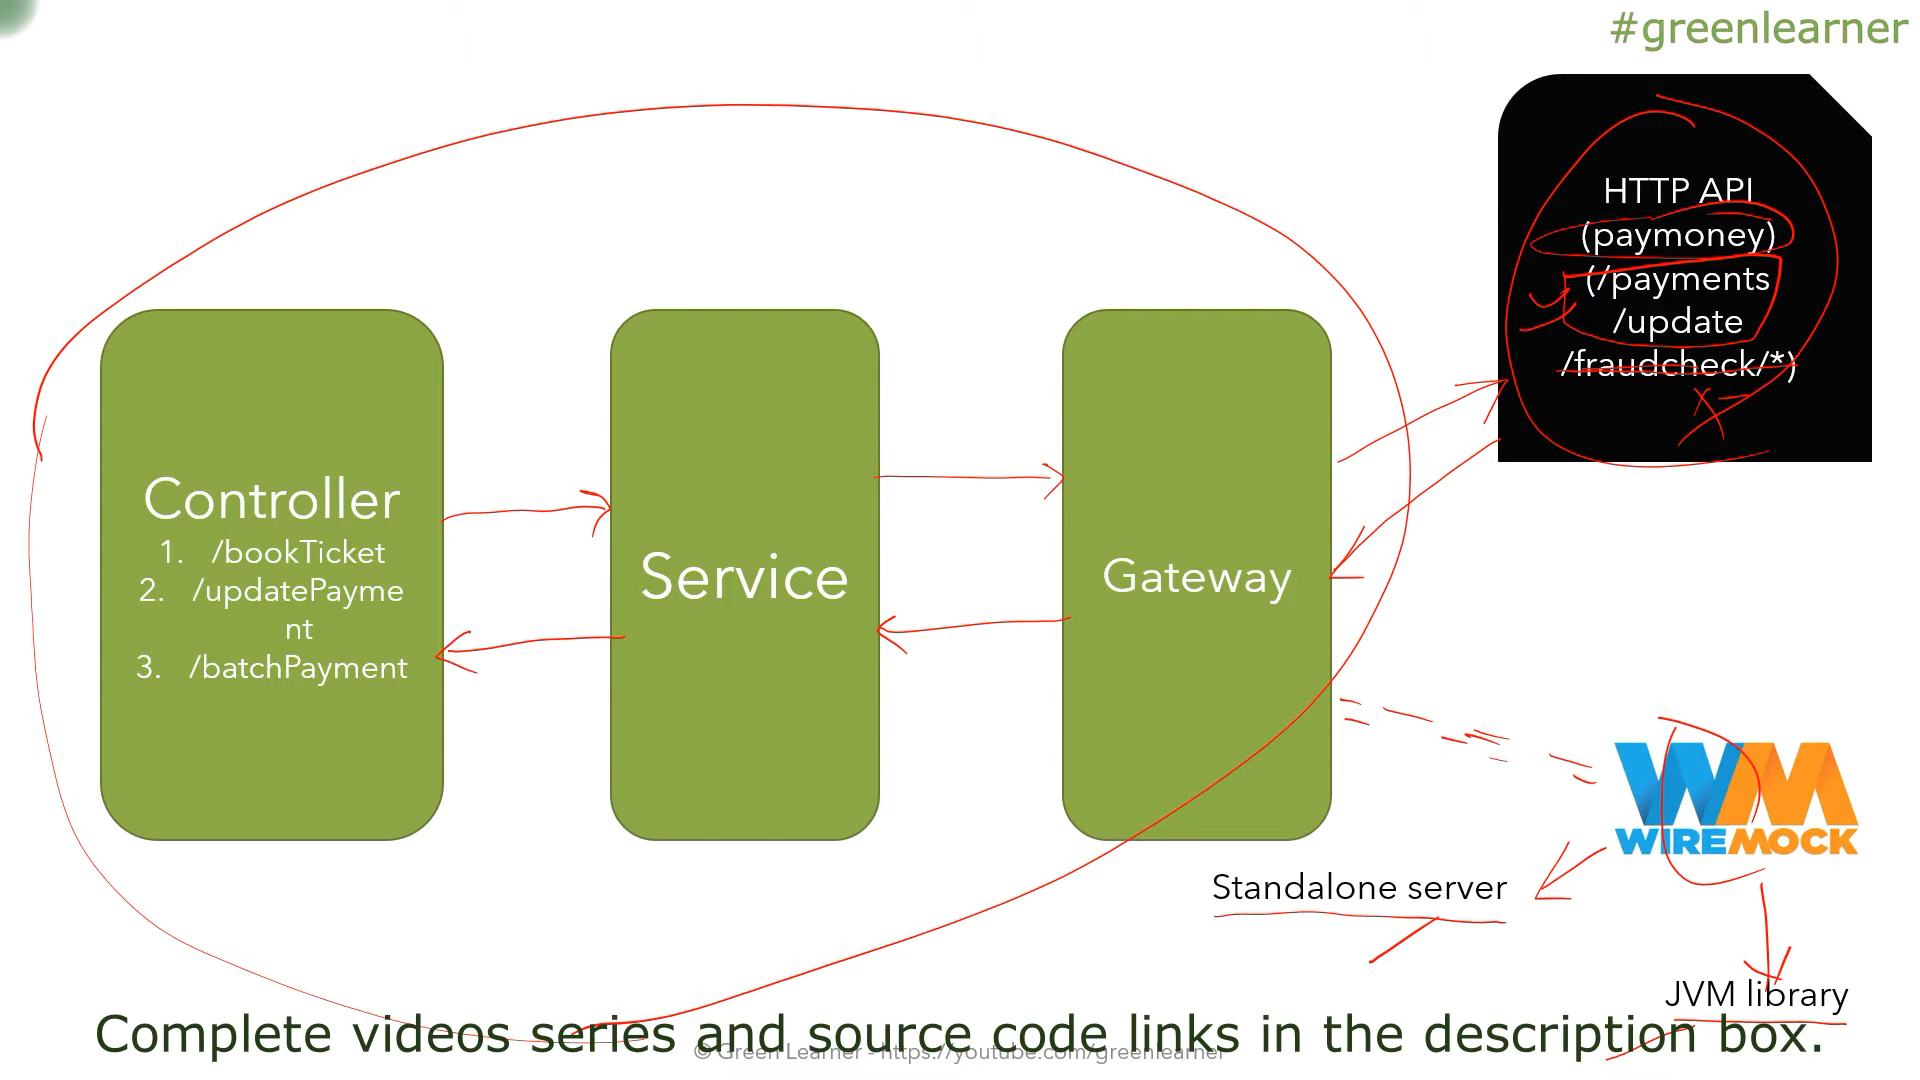 #greenlearner
HTTP API
(paymoney)
(/payments
/update
/fraudcheck/*)
Controller
1. /bookTicket
2. /updatePayme
nt
3. /batchPayment
Service
Gateway
WM
WIREMOCK
Standalone server
JVM library
Complete videos series and source code links in the description box.
© Green Learner - https://youtube.com/greenlearner